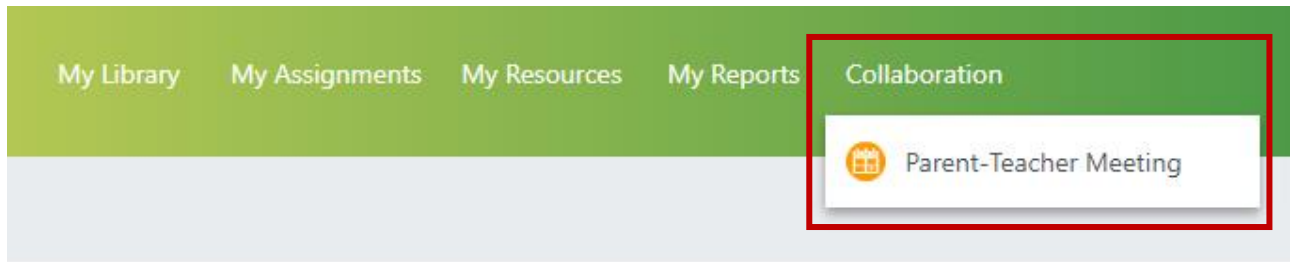 My Library My Assignments My Resources My Reports Collaboration
Parent-Teacher Meeting